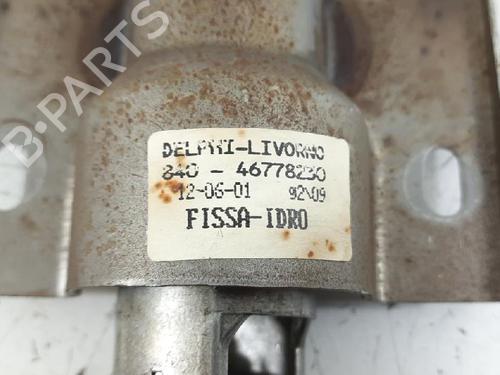 DELPHI-LIVORNO
840 - 46778230
12-06-01 92\09
FISSA-IDRO
B-PARTS